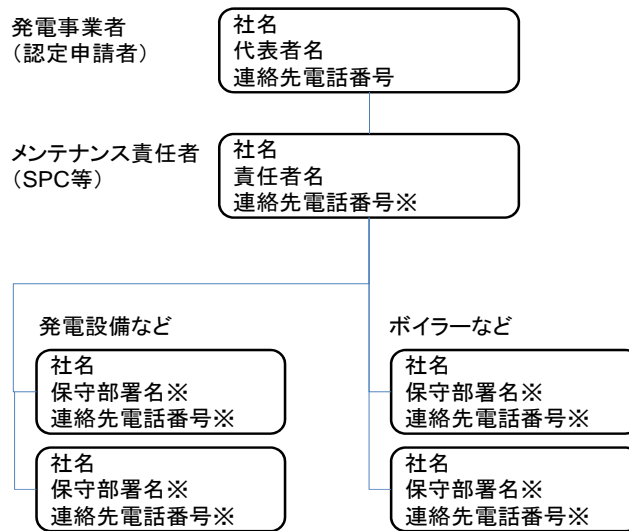 発電事業者
（認定申請者）
社名
代表者名
連絡先電話番号
メンテナンス責任者
（SPC等）
社名
責任者名
連絡先電話番号※
発電設備など
社名
保守部署名※
連絡先電話番号※
社名
保守部署名※
連絡先電話番号※
ボイラーなど
社名
保守部署名※
連絡先電話番号※
社名
保守部署名※
連絡先電話番号※